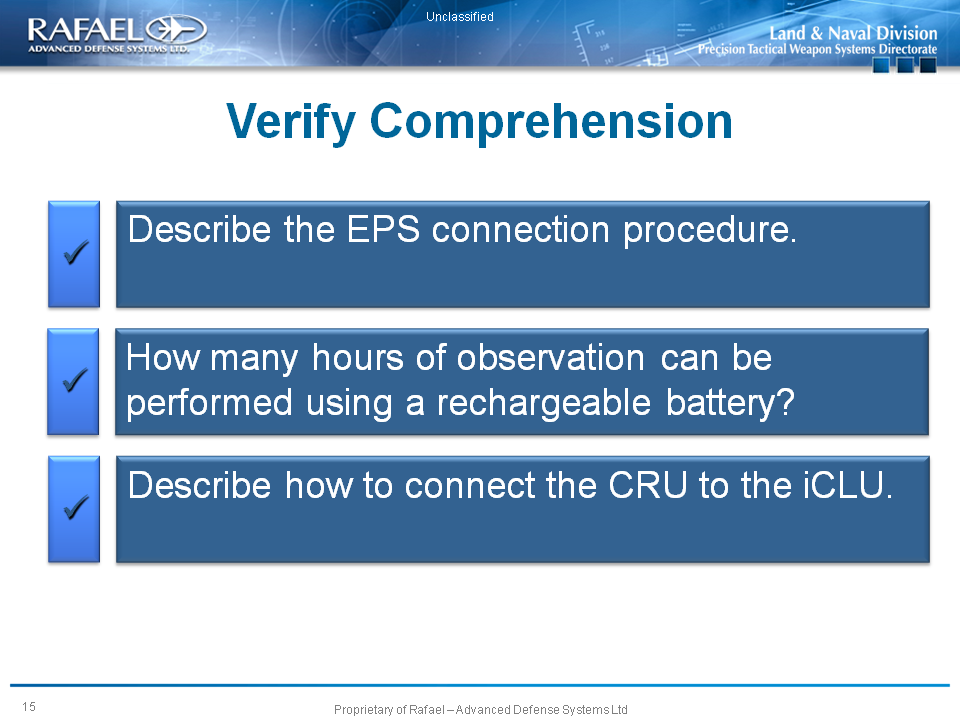 Unclassified
RAFAEL
ADVANCED DEFENSE SYSTEMS LTD.
Land & Naval Division
Precision Tactical Weapon Systems Directorate
Verify Comprehension
Describe the EPS connection procedure.
How many hours of observation can be
performed using a rechargeable battery?
Describe how to connect the CRU to the iCLU.
15
Proprietary of Rafael – Advanced Defense Systems Ltd